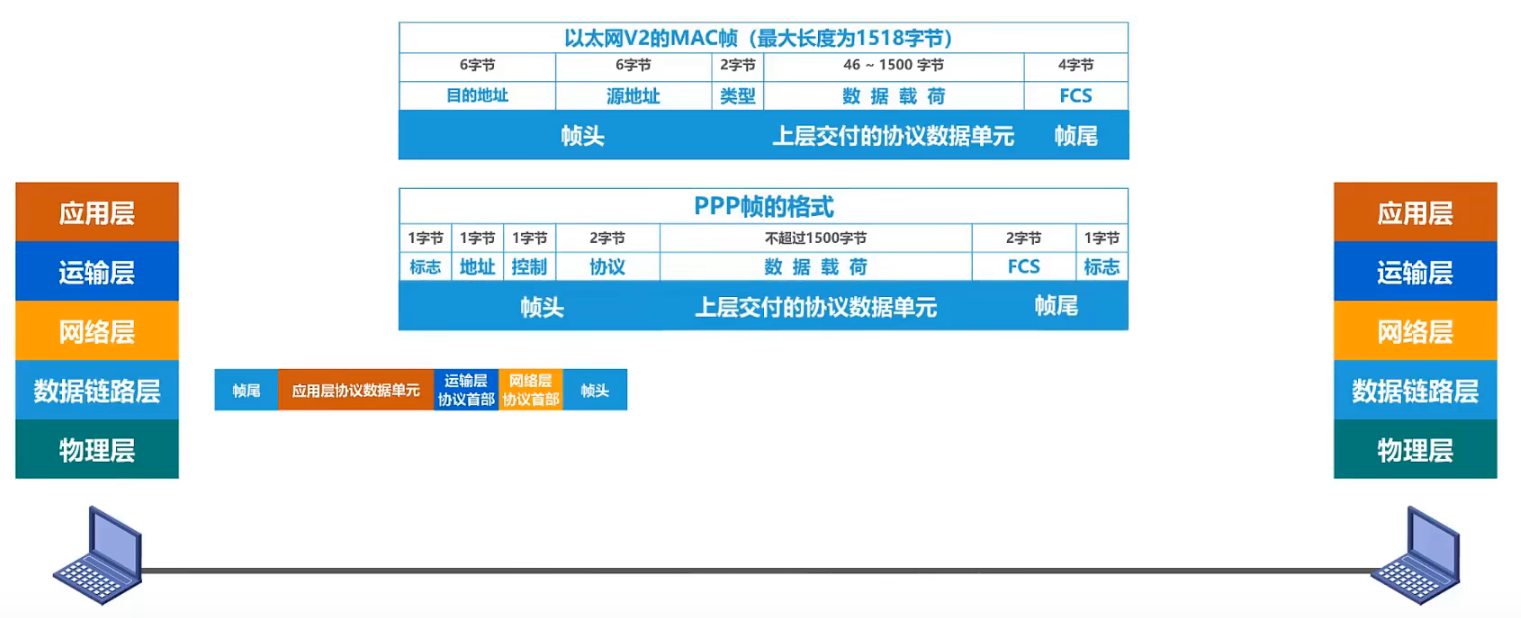 以太网V2的MAC帧（最大长度为1518字节）
6字节 6字节 2字节 46 ~ 1500 字节 4字节
目的地址 源地址 类型 数 据 载 荷 FCS
帧头 上层交付的协议数据单元 帧尾
PPP帧的格式
1字节 1字节 1字节 2字节 不超过1500字节 2字节 1字节
标志 地址 控制 协议 数 据 载 荷 FCS 标志
帧头 上层交付的协议数据单元 帧尾
应用层
运输层
网络层
数据链路层
物理层
帧尾 应用层协议数据单元 运输层协议首部 网络层协议首部 帧头
应用层
运输层
网络层
数据链路层
物理层